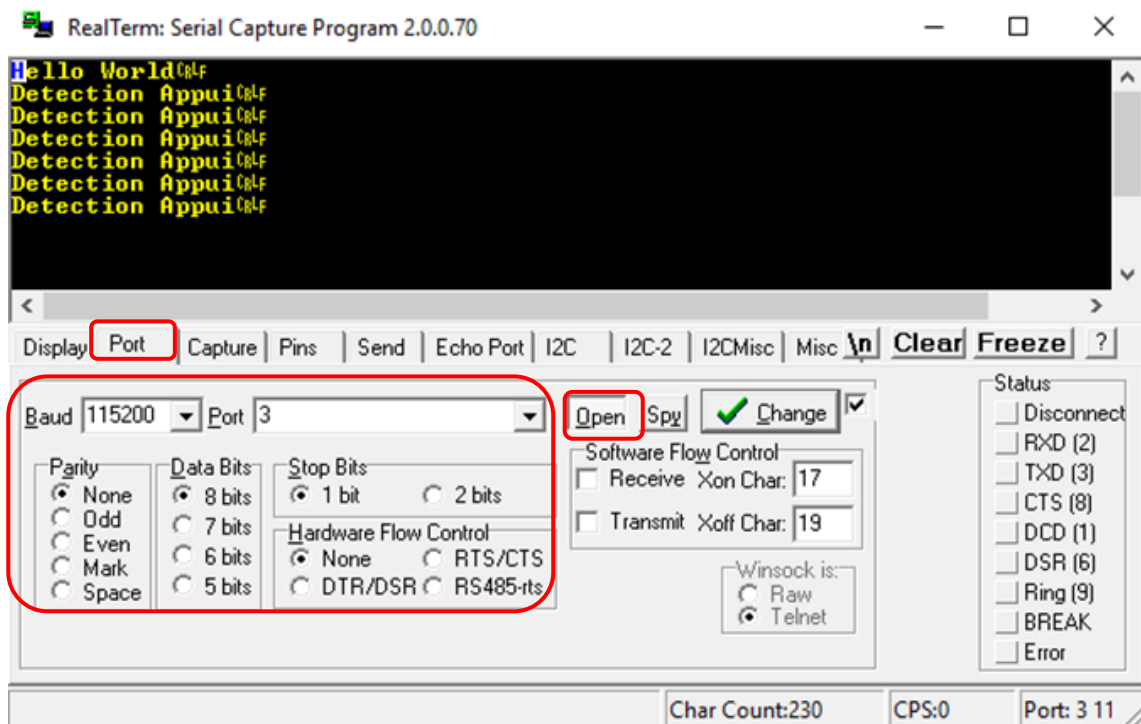 RealTerm: Serial Capture Program 2.0.0.70
Hello WorldCRLF
Detection AppuiCRLF
Detection AppuiCRLF
Detection AppuiCRLF
Detection AppuiCRLF
Detection AppuiCRLF
Detection AppuiCRLF
Display Port Capture Pins Send Echo Port I2C I2C-2 I2CMisc Misc \n Clear Freeze ?
Baud 115200 Port 3 Open Spy Change
Parity
None
Odd
Even
Mark
Space
Data Bits
8 bits
7 bits
6 bits
5 bits
Stop Bits
1 bit 2 bits
Hardware Flow Control
None RTS/CTS
DTR/DSR RS485-rts
Software Flow Control
Receive Xon Char: 17
Transmit Xoff Char: 19
Winsock is:
Raw
Telnet
Status
Disconnect
RXD (2)
TXD (3)
CTS (8)
DCD (1)
DSR (6)
Ring (9)
BREAK
Error
Char Count:230 CPS:0 Port: 3 11